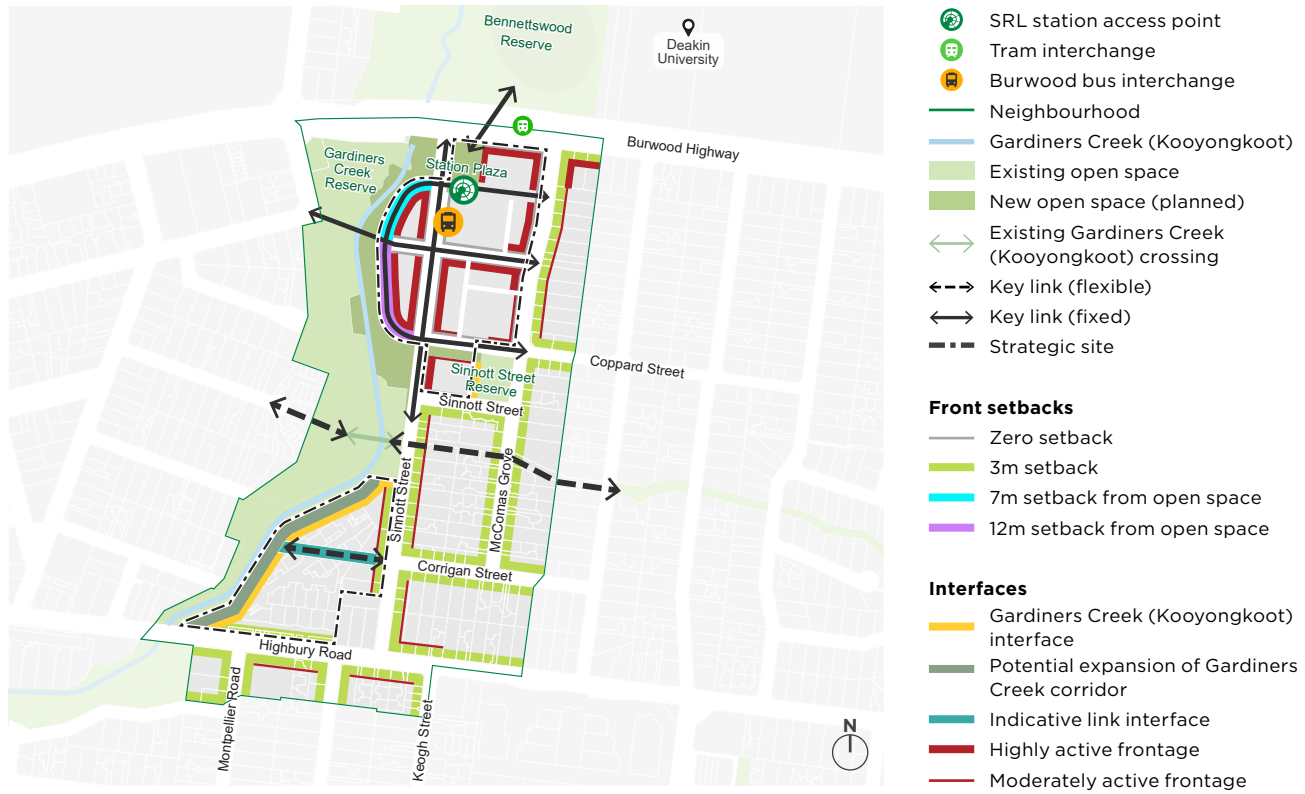 Bennettswood
Reserve
Deakin
University
Burwood Highway
Gardiners
Creek
Reserve
Station Plaza
Coppard Street
Sinnott Street
Reserve
Sinnott Street
Sinnott Street
McComas Grove
Corrigan Street
Highbury Road
Montpellier Road
Keogh Street
N
SRL station access point
Tram interchange
Burwood bus interchange
Neighbourhood
Gardiners Creek (Kooyongkoot)
Existing open space
New open space (planned)
Existing Gardiners Creek
(Kooyongkoot) crossing
Key link (flexible)
Key link (fixed)
Strategic site
Front setbacks
Zero setback
3m setback
7m setback from open space
12m setback from open space
Interfaces
Gardiners Creek (Kooyongkoot)
interface
Potential expansion of Gardiners
Creek corridor
Indicative link interface
Highly active frontage
Moderately active frontage